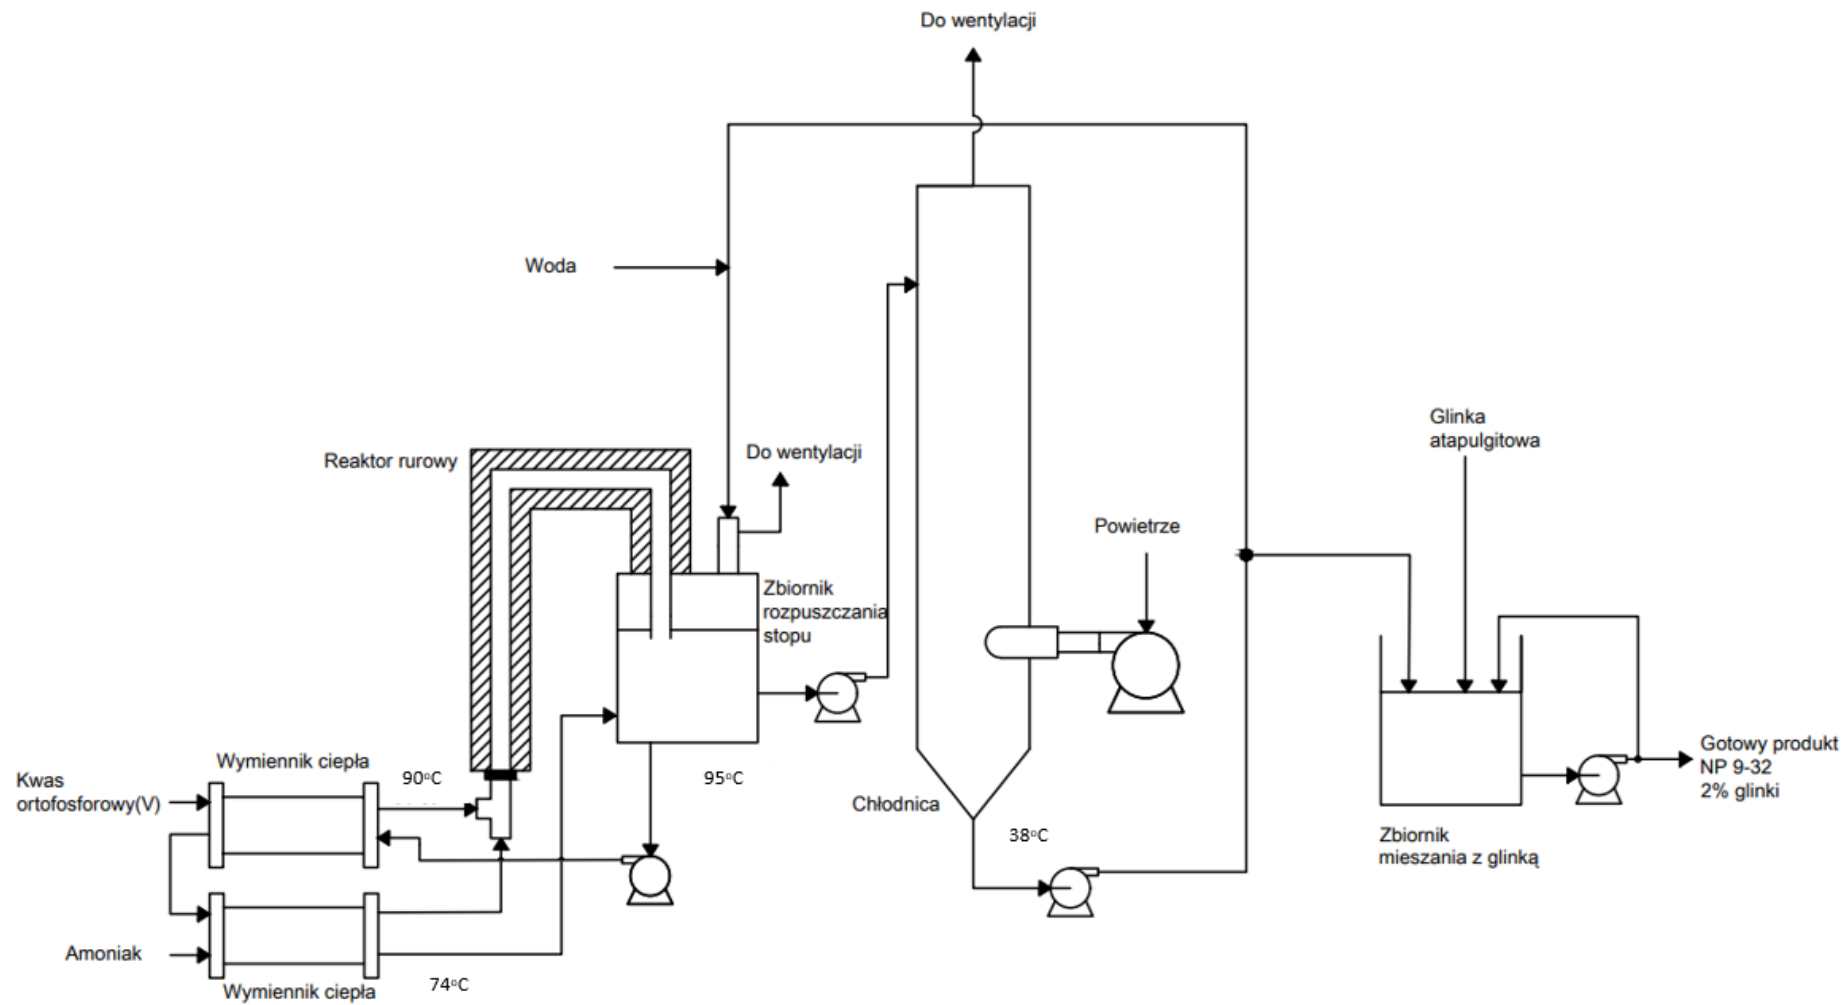 Do wentylacji
Woda
Reaktor rurowy
Do wentylacji
Glinka
atapulgitowa
Powietrze
Zbiornik
rozpuszczania
stopu
Wymiennik ciepła
90°C
95°C
Kwas
ortofosforowy(V)
Chłodnica
38°C
Gotowy produkt
NP 9-32
2% glinki
Zbiornik
mieszania z glinką
Amoniak
74°C
Wymiennik ciepła